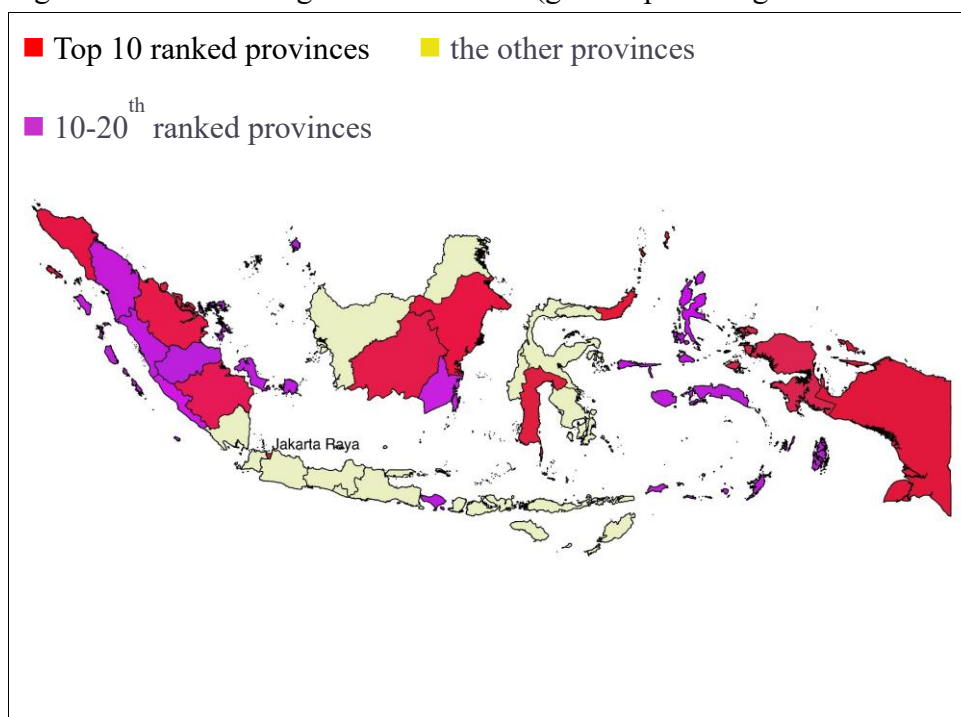 Top 10 ranked provinces
the other provinces
10-20th ranked provinces
Jakarta Raya